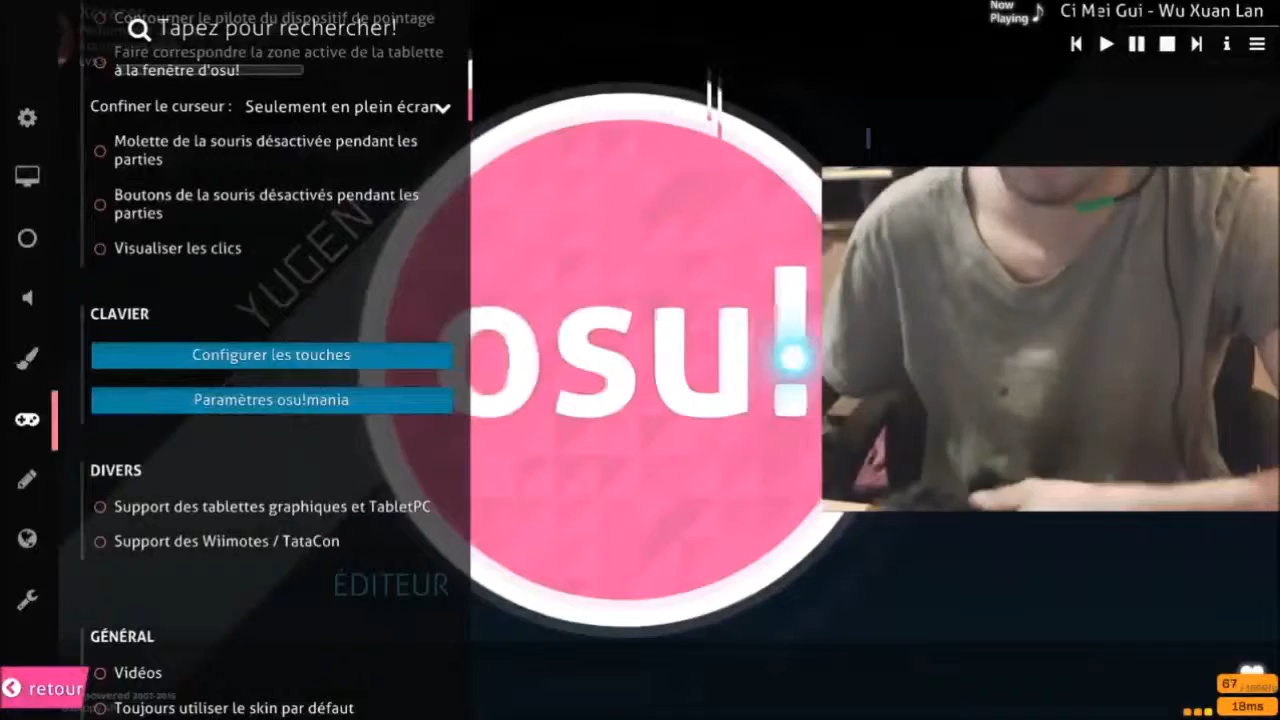 Contourner le pilote du dispositif de pointage
Tapez pour rechercher!
Faire correspondre la zone active de la tablette
à la fenêtre d'osu!
Confiner le curseur : Seulement en plein écran
Molette de la souris désactivée pendant les
parties
Boutons de la souris désactivés pendant les
parties
Visualiser les clics
YUGEN
CLAVIER
Configurer les touches
Paramètres osu!mania
DIVERS
Support des tablettes graphiques et TabletPC
Support des Wiimotes / TataCon
ÉDITEUR
GÉNÉRAL
Vidéos
Toujours utiliser le skin par défaut
retour
powered 2007-2015
osu!
Now
Playing
Ci Mei Gui - Wu Xuan Lan
67
18ms